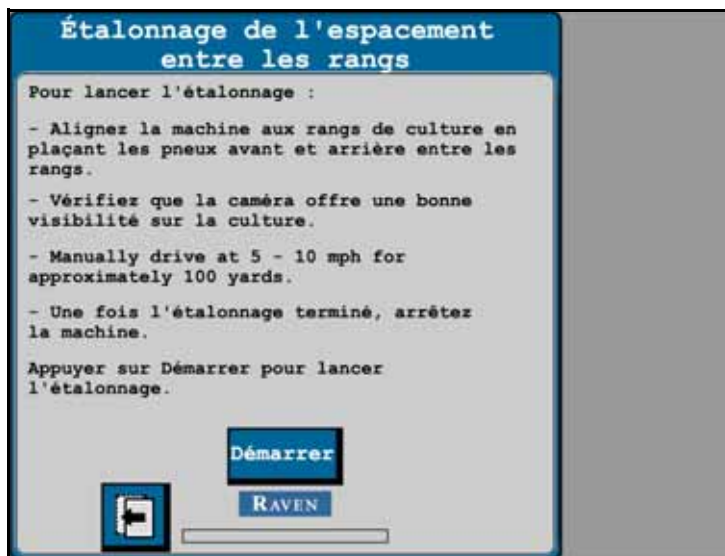 Étalonnage de l'espacement
entre les rangs
Pour lancer l'étalonnage :
- Alignez la machine aux rangs de culture en
plaçant les pneux avant et arrière entre les
rangs.
- Vérifiez que la caméra offre une bonne
visibilité sur la culture.
- Manually drive at 5 - 10 mph for
approximately 100 yards.
- Une fois l'étalonnage terminé, arrêtez
la machine.
Appuyer sur Démarrer pour lancer
l'étalonnage.
Démarrer
RAVEN